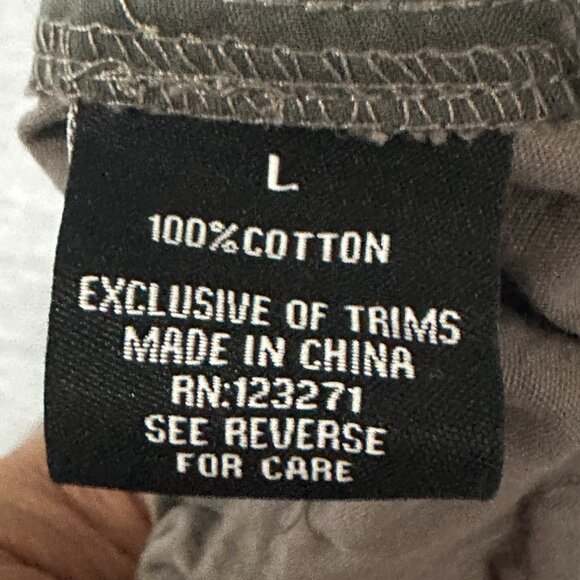 L
100%COTTON
EXCLUSIVE OF TRIMS
MADE IN CHINA
RN:123271
SEE REVERSE
FOR CARE